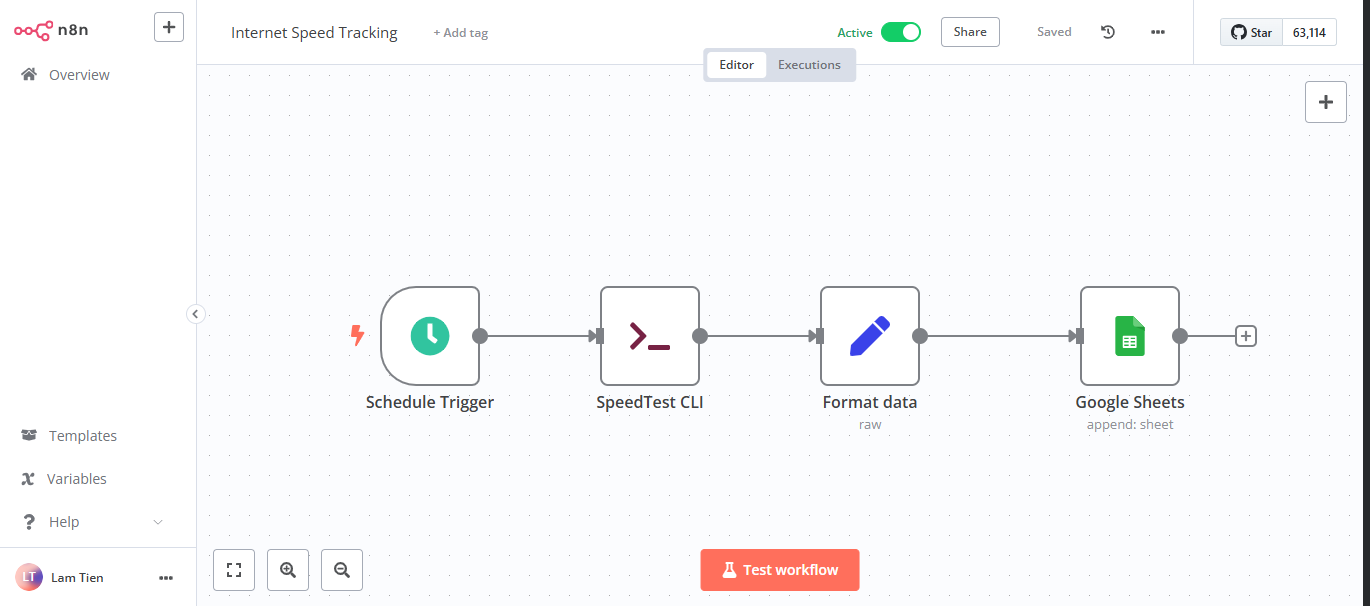 n8n
Internet Speed Tracking
+ Add tag
Active
Share
Saved
Star
63,114
Overview
Editor
Executions
Schedule Trigger
SpeedTest CLI
Format data
raw
Google Sheets
append: sheet
Templates
Variables
Help
LT
Lam Tien
Test workflow